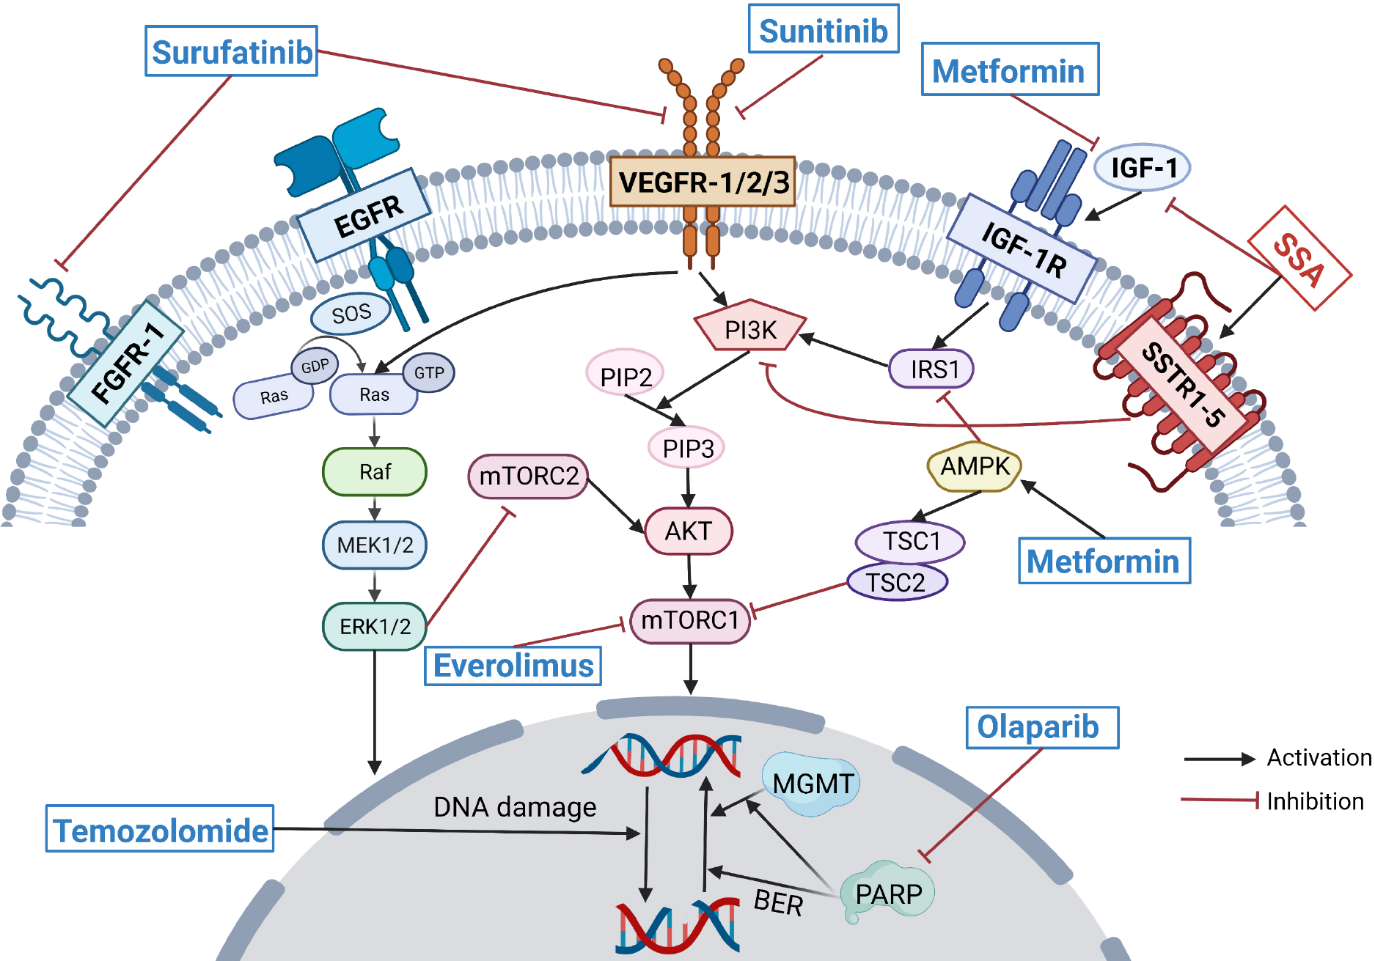 Surufatinib
Sunitinib
Metformin
VEGFR-1/2/3
IGF-1
EGFR
IGF-1R
SSA
SOS
FGFR-1
GDP
GTP
Ras
Ras
PI3K
PIP2
IRS1
SSTR1-5
PIP3
Raf
mTORC2
AMPK
MEK1/2
AKT
TSC1
TSC2
Metformin
ERK1/2
mTORC1
Everolimus
Olaparib
Activation
Inhibition
MGMT
DNA damage
Temozolomide
PARP
BER